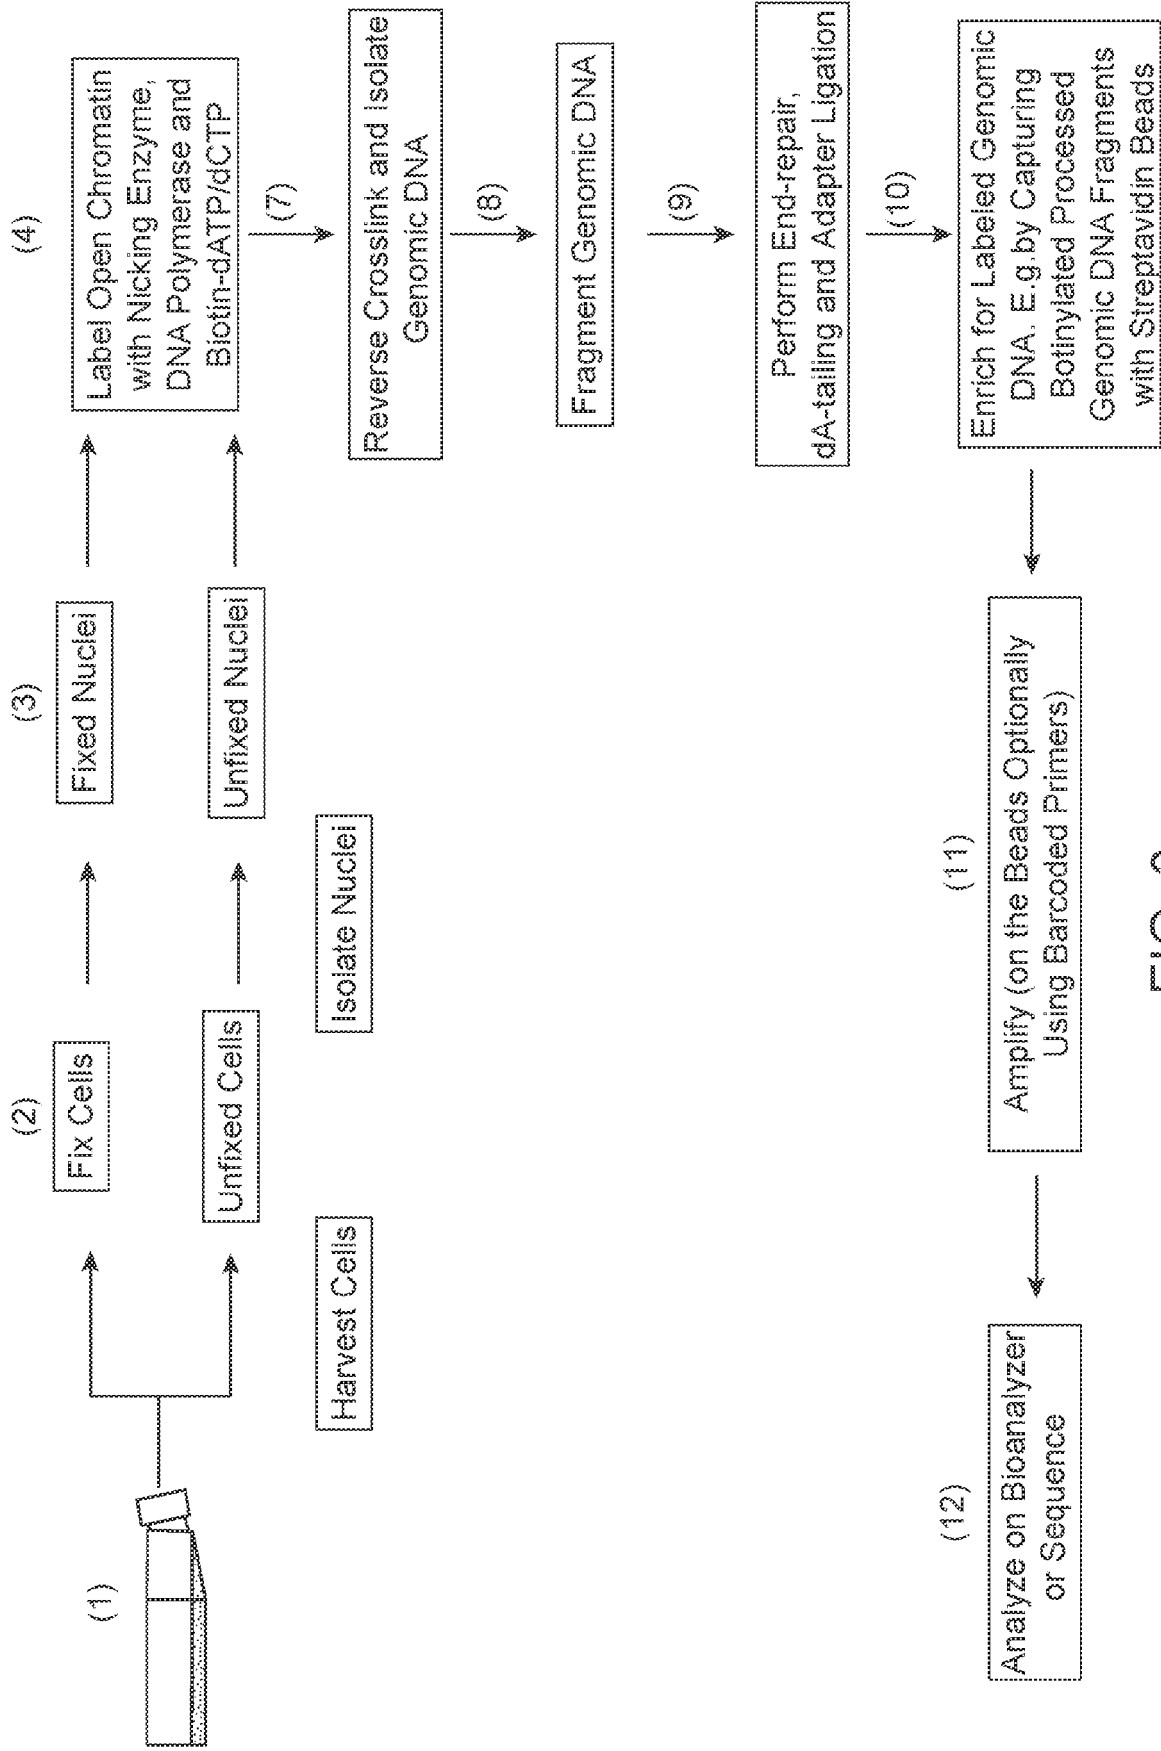 (1)
(2)
Fix Cells
Unfixed Cells
Harvest Cells
Isolate Nuclei
(3)
Fixed Nuclei
Unfixed Nuclei
(4)
Label Open Chromatin
with Nicking Enzyme,
DNA Polymerase and
Biotin-dATP/dCTP
(7)
Reverse Crosslink and Isolate
Genomic DNA
(8)
Fragment Genomic DNA
(9)
Perform End-repair,
dA-tailing and Adapter Ligation
(10)
Enrich for Labeled Genomic
DNA. E.g.by Capturing
Botinylated Processed
Genomic DNA Fragments
with Streptavidin Beads
(11)
Amplify (on the Beads Optionally
Using Barcoded Primers)
(12)
Analyze on Bioanalyzer
or Sequence
FIG.